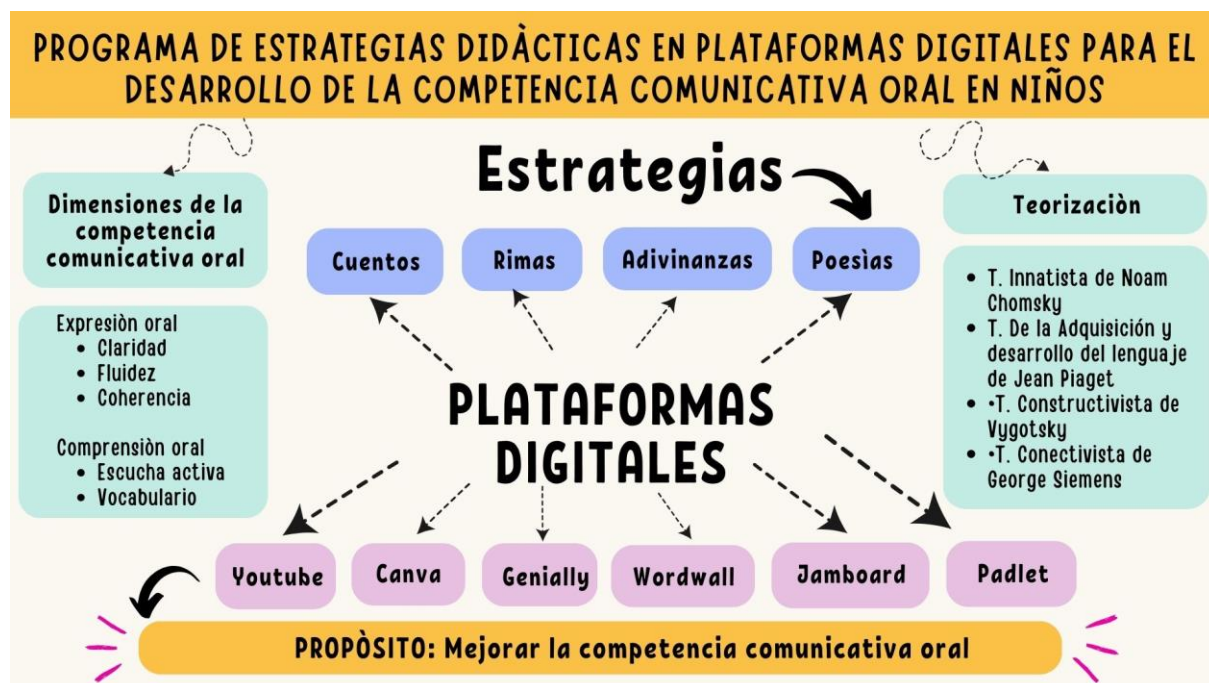 PROGRAMA DE ESTRATEGIAS DIDÀCTICAS EN PLATAFORMAS DIGITALES PARA EL
DESARROLLO DE LA COMPETENCIA COMUNICATIVA ORAL EN NIÑOS
Dimensiones de la
competencia
comunicativa oral
Expresiòn oral
• Claridad
• Fluidez
• Coherencia
Comprensiòn oral
• Escucha activa
• Vocabulario
Estrategias
Cuentos
Rimas
Adivinanzas
Poesìas
PLATAFORMAS
DIGITALES
Teorizaciòn
• T. Innatista de Noam
Chomsky
• T. De la Adquisición y
desarrollo del lenguaje
de Jean Piaget
• •T. Constructivista de
Vygotsky
• •T. Conectivista de
George Siemens
Youtube
Canva
Genially
Wordwall
Jamboard
Padlet
PROPÒSITO: Mejorar la competencia comunicativa oral